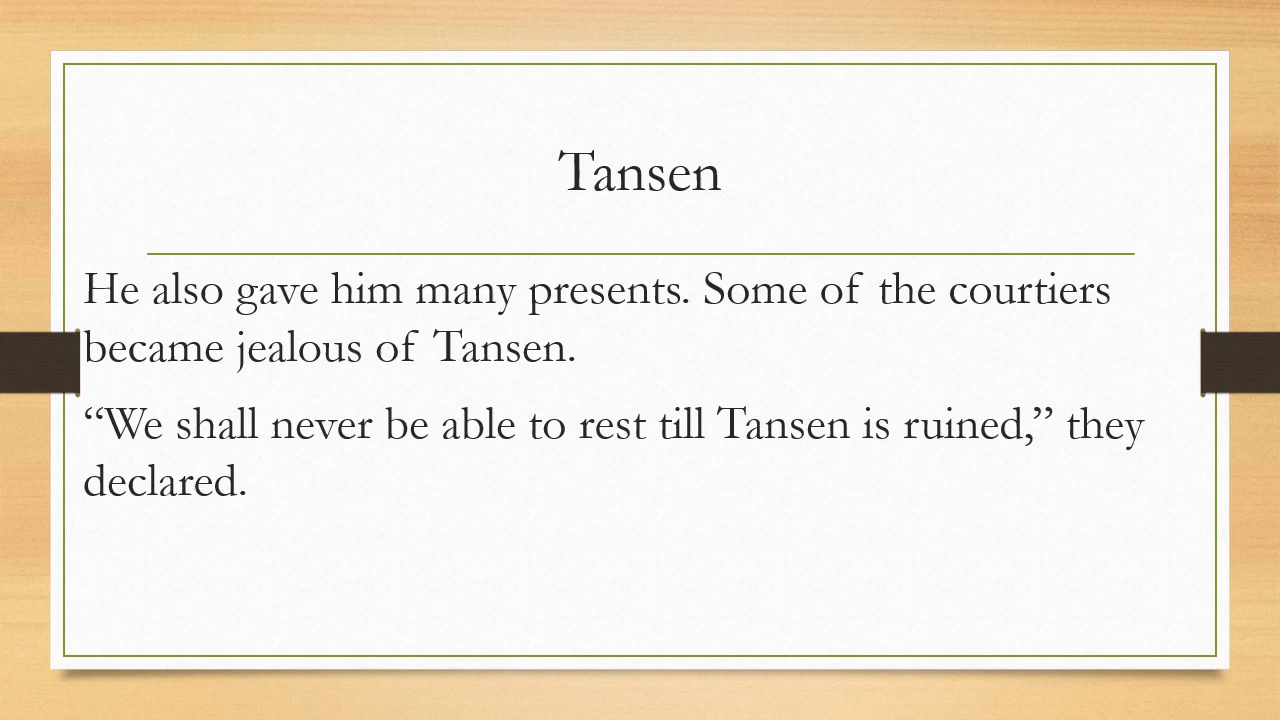 Tansen
He also gave him many presents. Some of the courtiers
became jealous of Tansen.
“We shall never be able to rest till Tansen is ruined,” they
declared.